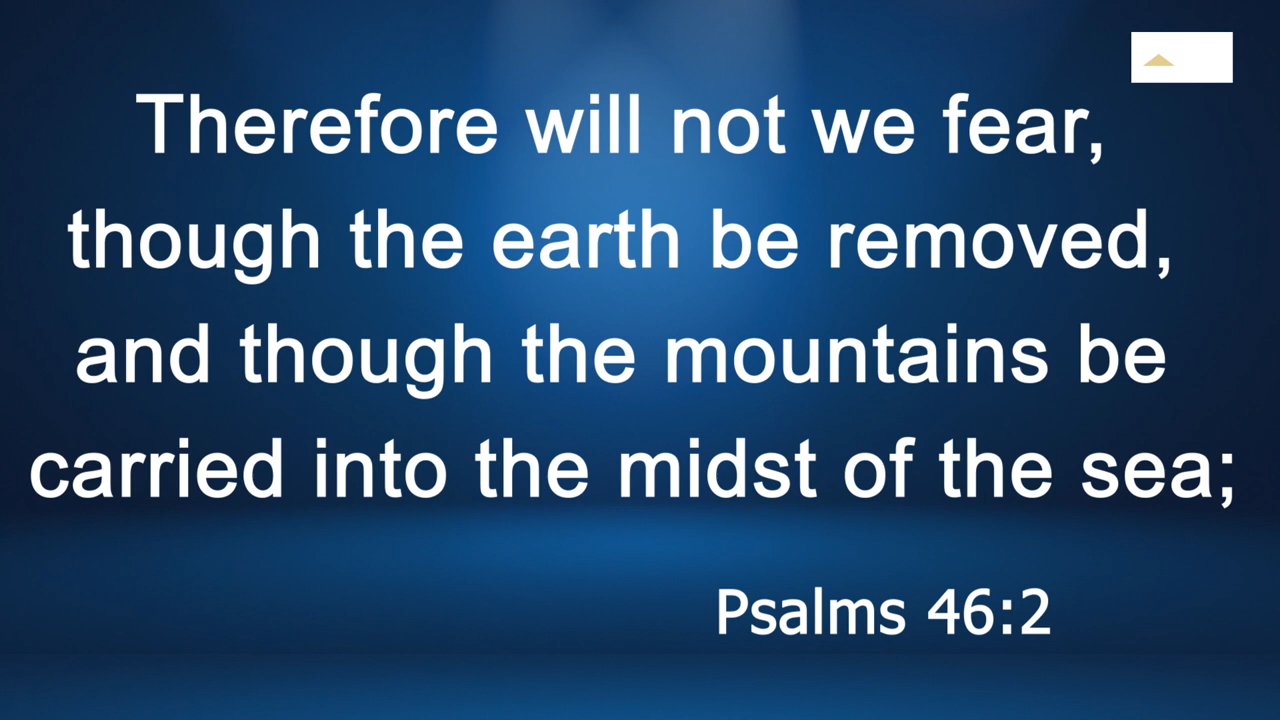 Therefore will not we fear,
though the earth be removed,
and though the mountains be
carried into the midst of the sea;
Psalms 46:2